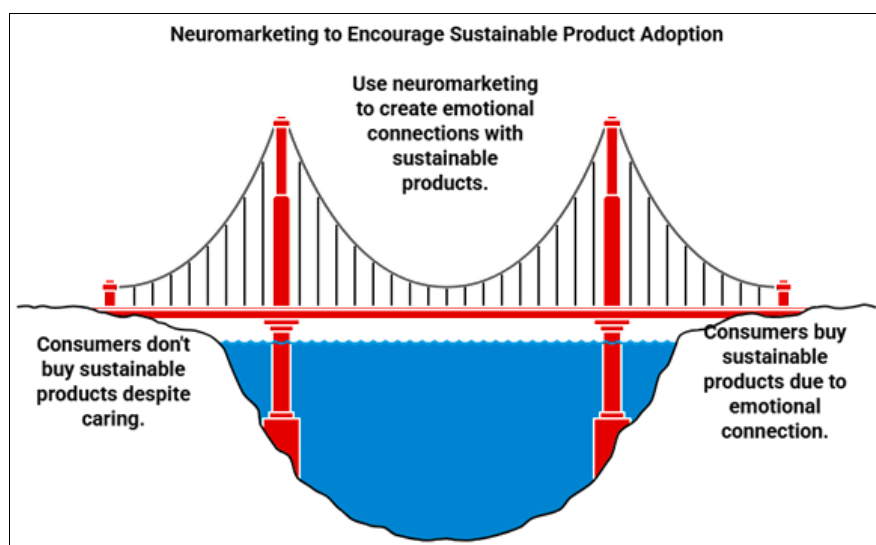 Neuromarketing to Encourage Sustainable Product Adoption
Use neuromarketing
to create emotional
connections with
sustainable
products.
Consumers don't
buy sustainable
products despite
caring.
Consumers buy
sustainable
products due to
emotional
connection.